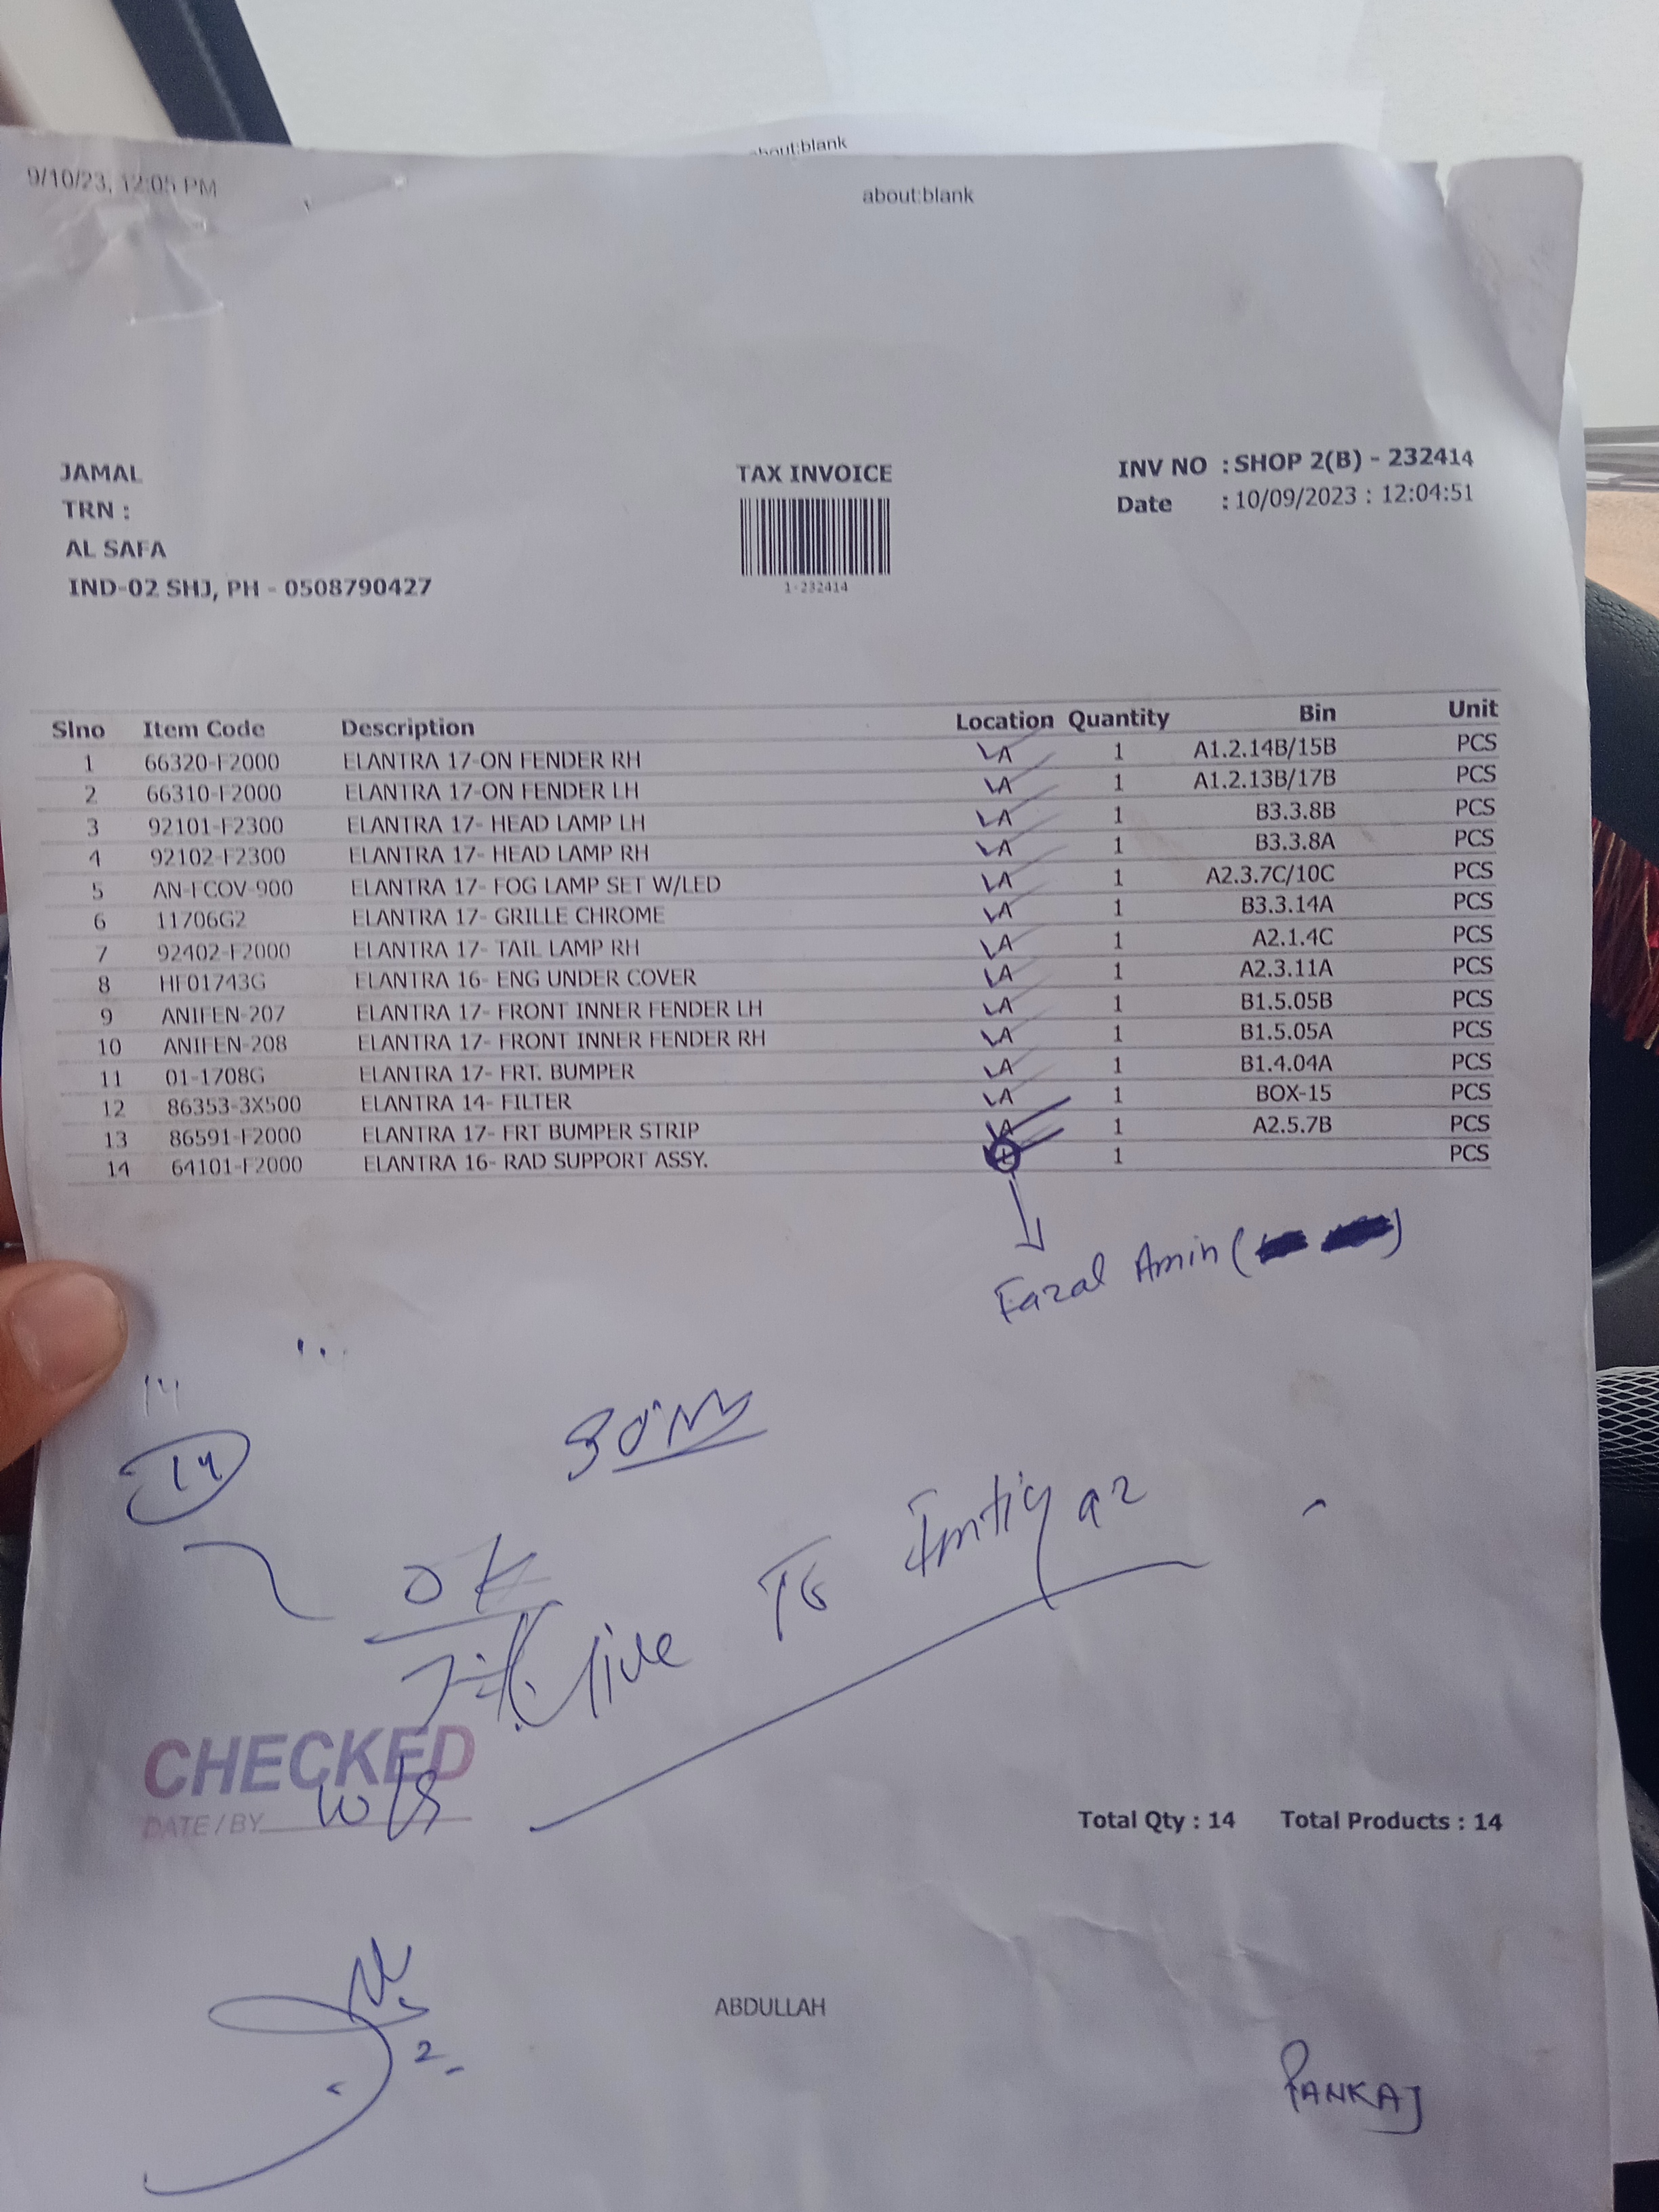 about:blank
9/10/23, 12:05 PM
about:blank
JAMAL
TRN :
AL SAFA
IND-02 SHJ, PH - 0508790427
TAX INVOICE
1-232414
INV NO : SHOP 2(B) - 232414
Date : 10/09/2023 : 12:04:51
Slno Item Code Description Location Quantity Bin Unit
1 66320-F2000 ELANTRA 17-ON FENDER RH A 1 A1.2.14B/15B PCS
2 66310-F2000 ELANTRA 17-ON FENDER LH A 1 A1.2.13B/17B PCS
3 92101-F2300 ELANTRA 17- HEAD LAMP LH A 1 B3.3.8B PCS
4 92102-F2300 ELANTRA 17- HEAD LAMP RH A 1 B3.3.8A PCS
5 AN-FCOV-900 ELANTRA 17- FOG LAMP SET W/LED A 1 A2.3.7C/10C PCS
6 11706G2 ELANTRA 17- GRILLE CHROME A 1 B3.3.14A PCS
7 92402-F2000 ELANTRA 17- TAIL LAMP RH A 1 A2.1.4C PCS
8 HF01743G ELANTRA 16- ENG UNDER COVER A 1 A2.3.11A PCS
9 ANIFEN-207 ELANTRA 17- FRONT INNER FENDER LH A 1 B1.5.05B PCS
10 ANIFEN-208 ELANTRA 17- FRONT INNER FENDER RH A 1 B1.5.05A PCS
11 01-1708G ELANTRA 17- FRT. BUMPER A 1 B1.4.04A PCS
12 86353-3X500 ELANTRA 14- FILTER A 1 BOX-15 PCS
13 86591-F2000 ELANTRA 17- FRT BUMPER STRIP A 1 A2.5.7B PCS
14 64101-F2000 ELANTRA 16- RAD SUPPORT ASSY. 1 PCS
Fazal Amin ( )
14
14
OK
To Imtiyaz
CHECKED
DATE/BY
Total Qty : 14 Total Products : 14
ABDULLAH
2
PANKAJ